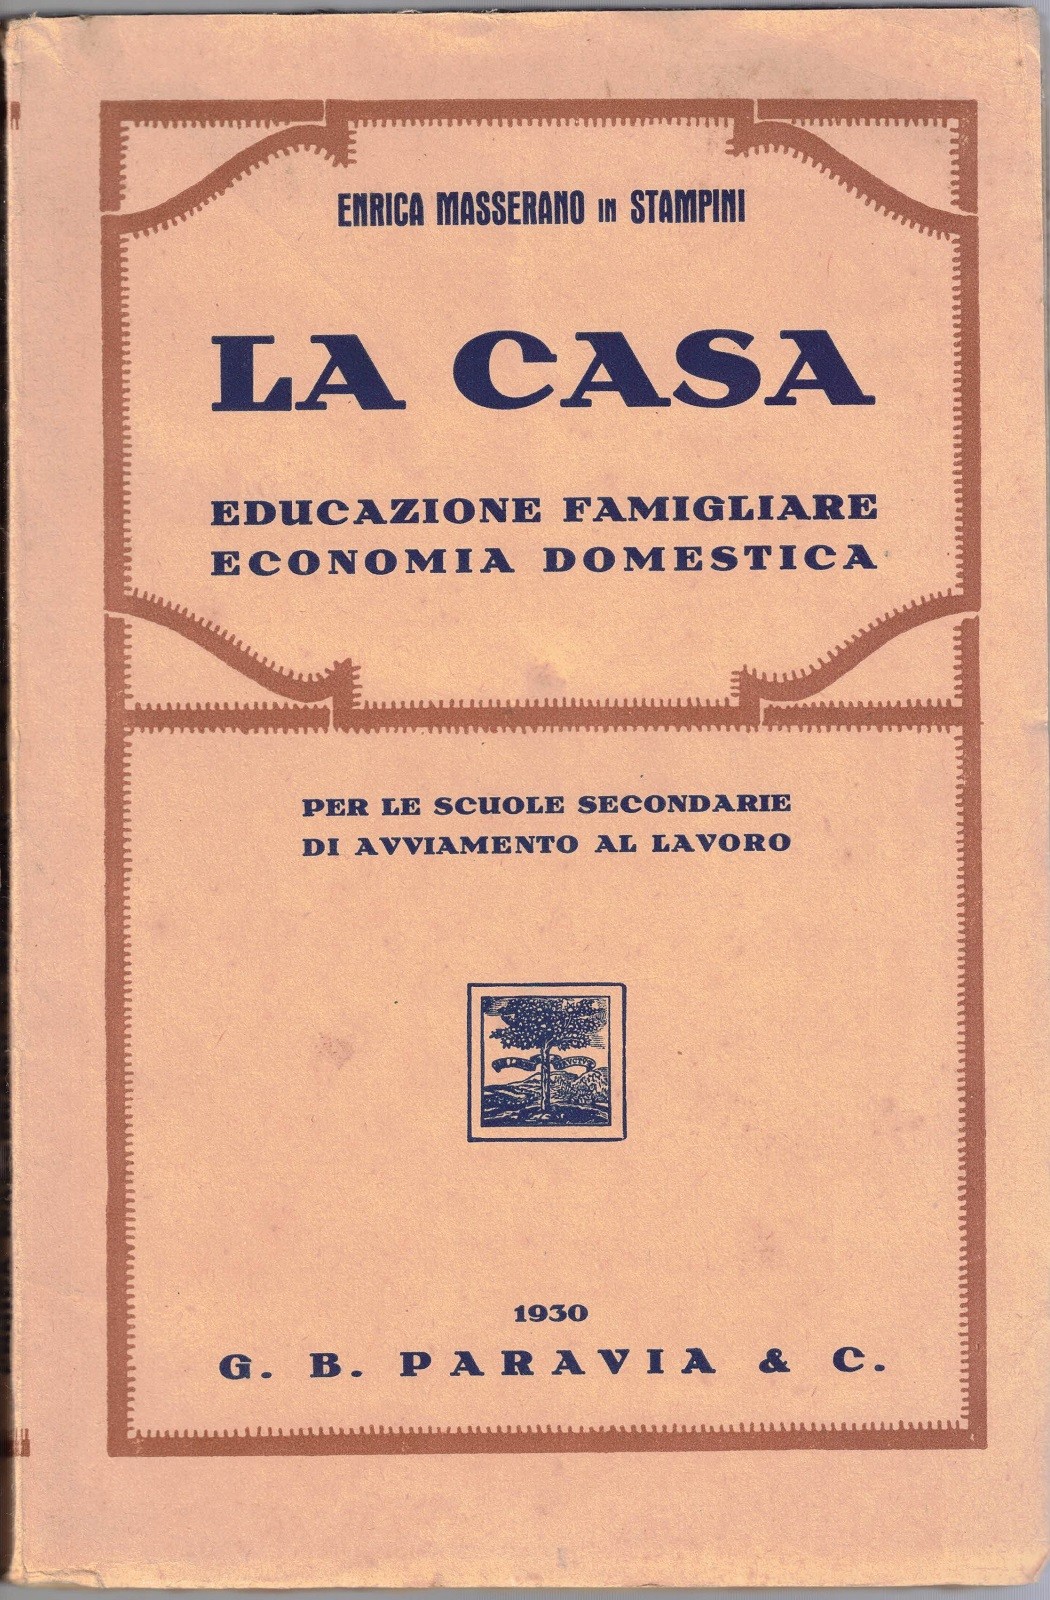 ENRICA MASSERANO IN STAMPINI
LA CASA
EDUCAZIONE FAMIGLIARE
ECONOMIA DOMESTICA
PER LE SCUOLE SECONDARIE
DI AVVIAMENTO AL LAVORO
1930
G. B. PARAVIA & C.